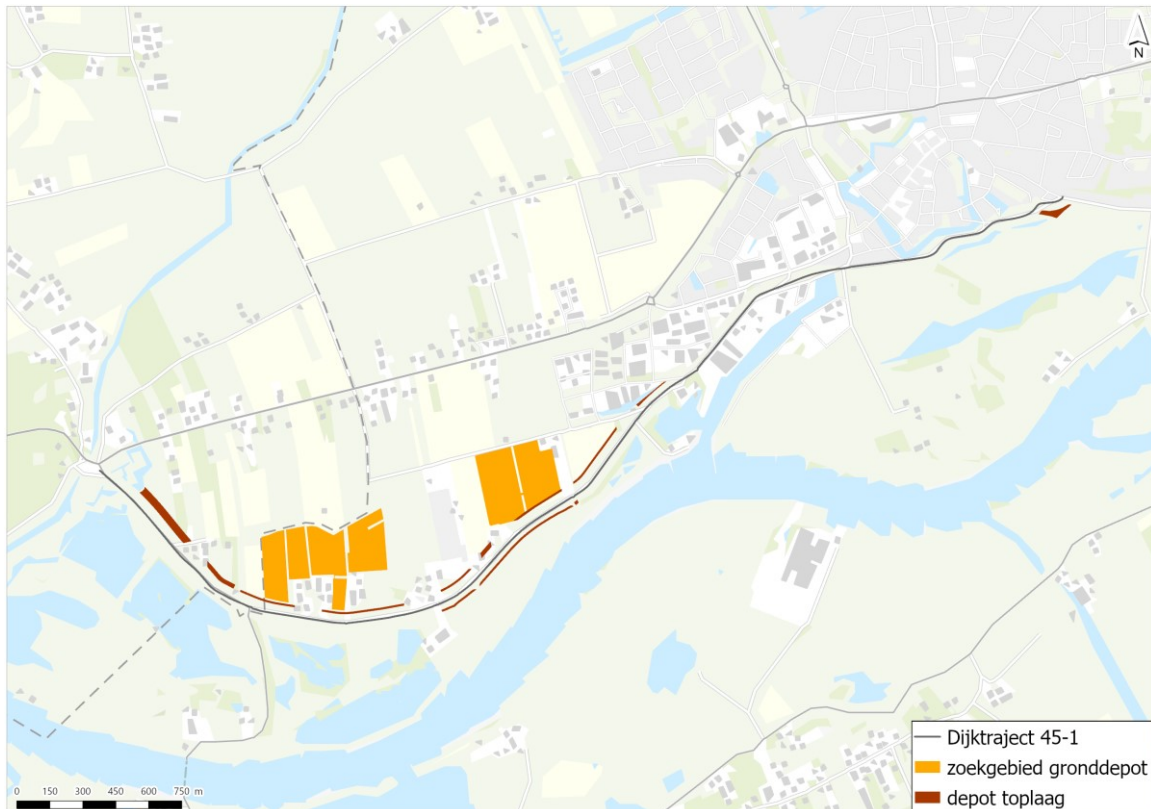 N
Dijktraject 45-1
zoekgebied gronddepot
depot toplaag
0 150 300 450 600 750 m